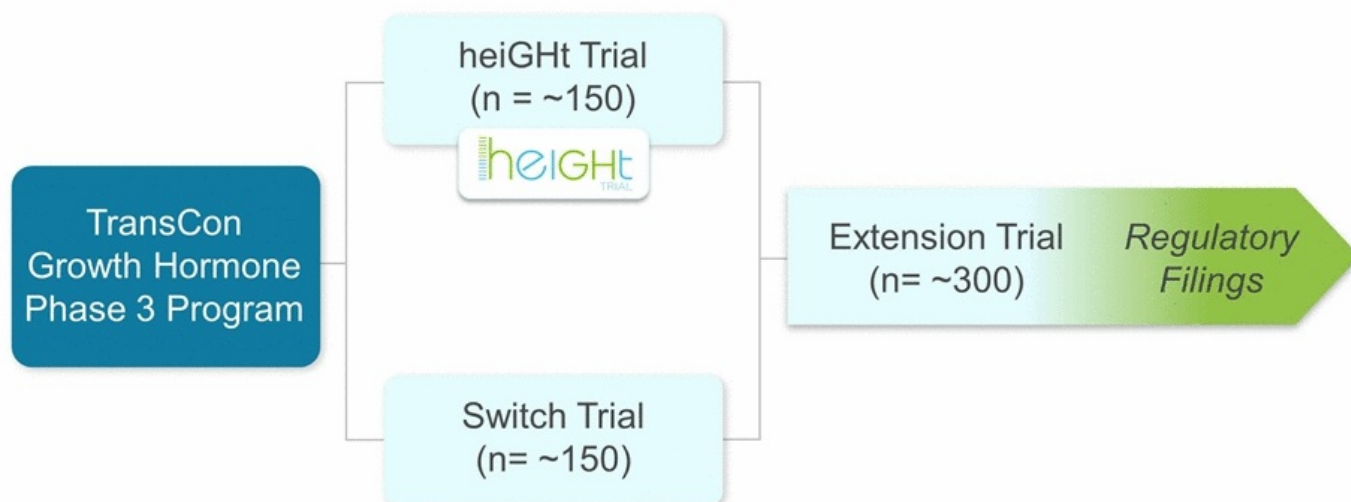 TransCon
Growth Hormone
Phase 3 Program
heiGHt Trial
(n = ~150)
heiGHt
TRIAL
Switch Trial
(n= ~150)
Extension Trial
(n= ~300)
Regulatory
Filings